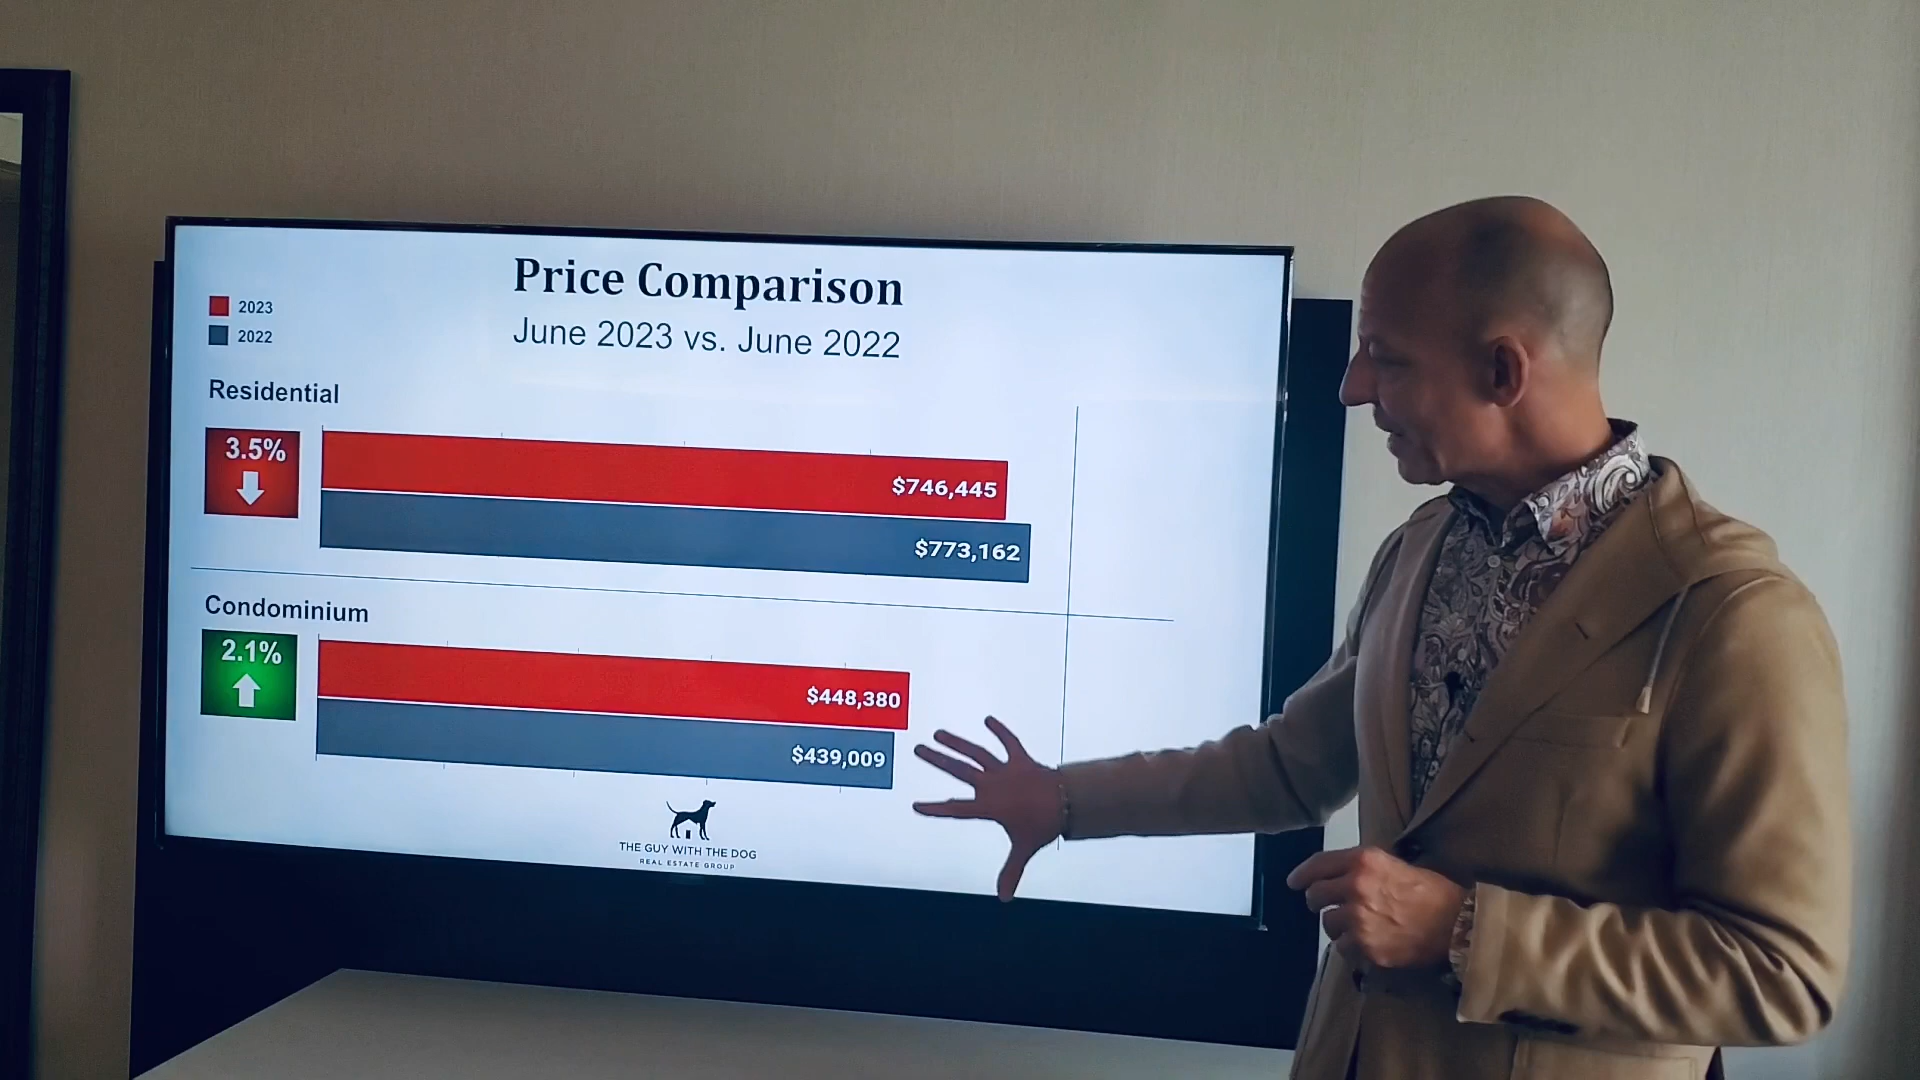 Price Comparison
June 2023 vs. June 2022
2023
2022
Residential
3.5%
$746,445
$773,162
Condominium
2.1%
$448,380
$439,009
THE GUY WITH THE DOG
REAL ESTATE GROUP